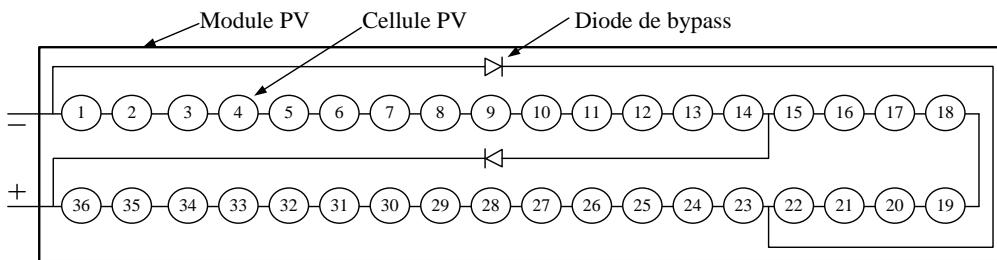 Module PV Cellule PV Diode de bypass
− 1 2 3 4 5 6 7 8 9 10 11 12 13 14 15 16 17 18
+ 36 35 34 33 32 31 30 29 28 27 26 25 24 23 22 21 20 19